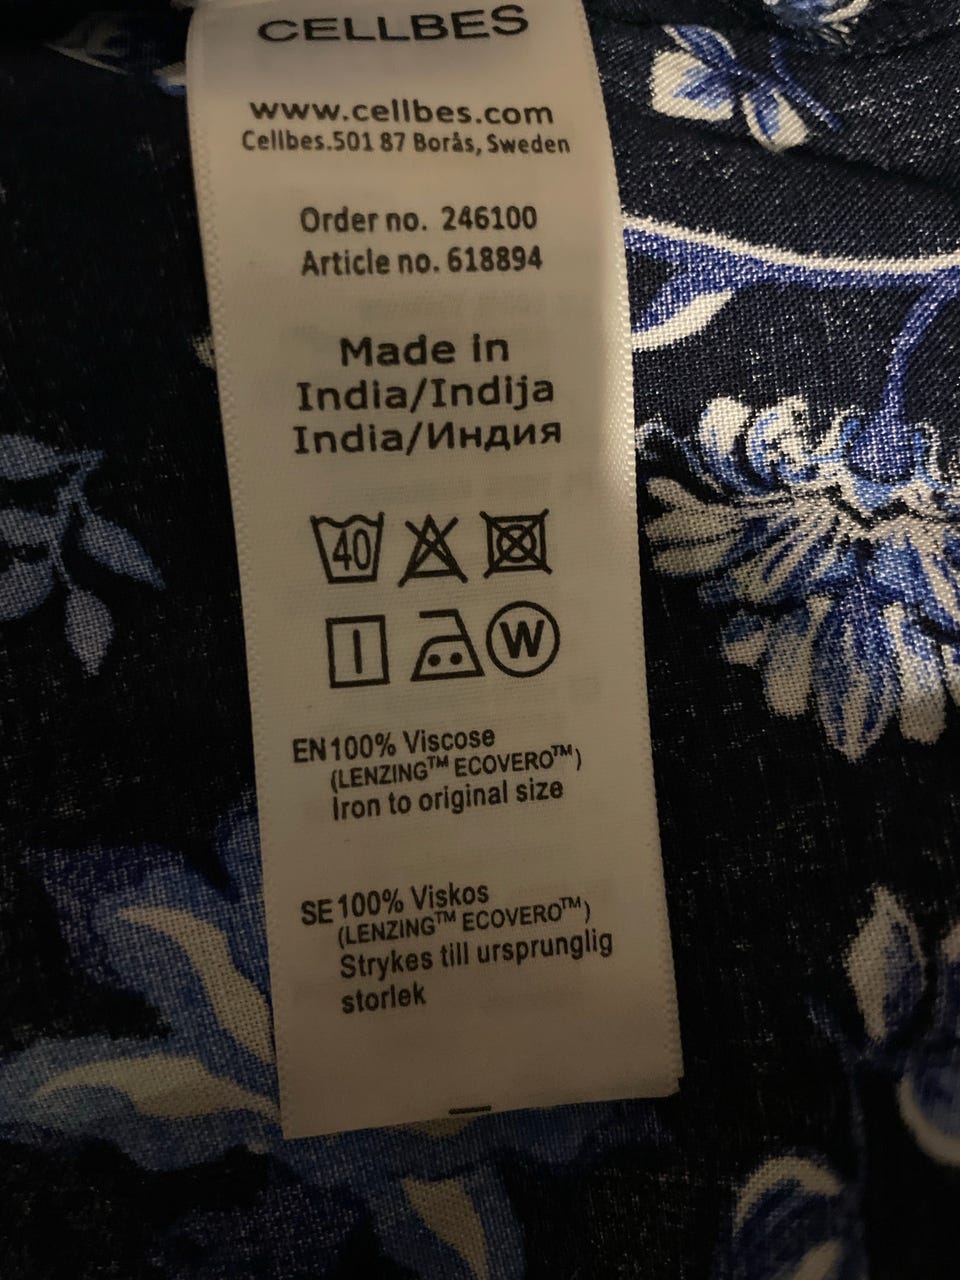 CELLBES
www.cellbes.com
Cellbes.501 87 Borås, Sweden
Order no. 246100
Article no. 618894
Made in
India/Indija
India/Индия
40
W
EN 100% Viscose
(LENZING™ ECOVERO™)
Iron to original size
SE 100% Viskos
(LENZING™ ECOVERO™)
Strykes till ursprunglig
storlek